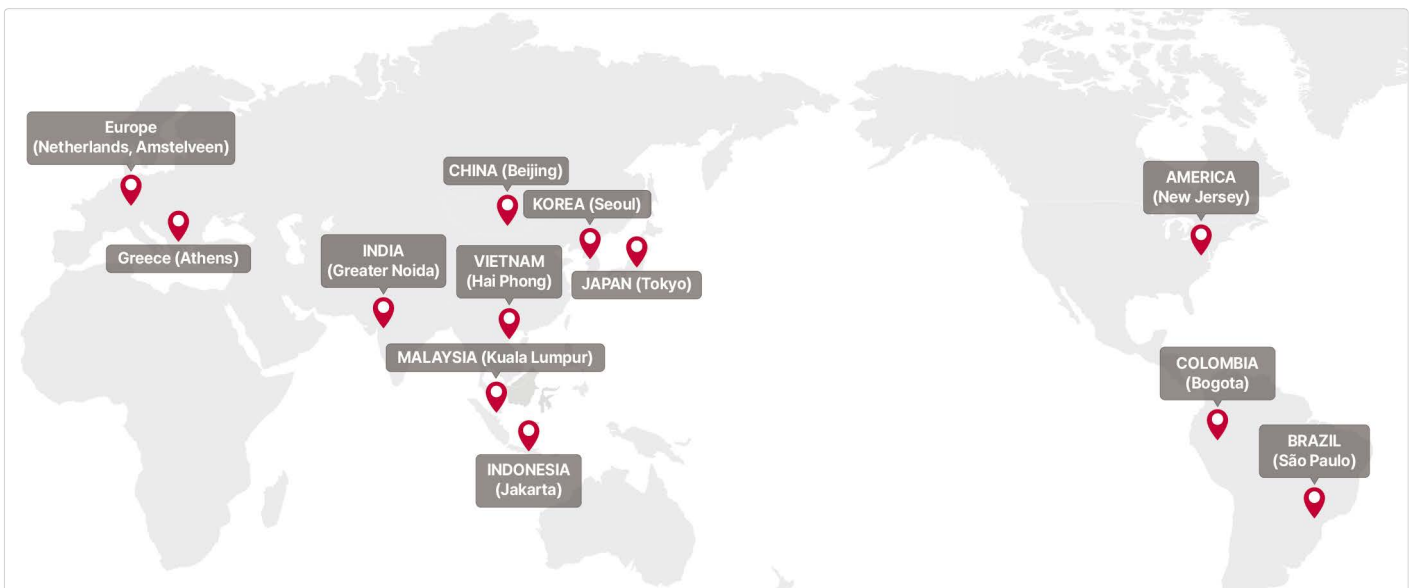 Europe
(Netherlands, Amstelveen)
Greece (Athens)
CHINA (Beijing)
KOREA (Seoul)
INDIA
(Greater Noida)
VIETNAM
(Hai Phong)
JAPAN (Tokyo)
MALAYSIA (Kuala Lumpur)
INDONESIA
(Jakarta)
AMERICA
(New Jersey)
COLOMBIA
(Bogota)
BRAZIL
(São Paulo)